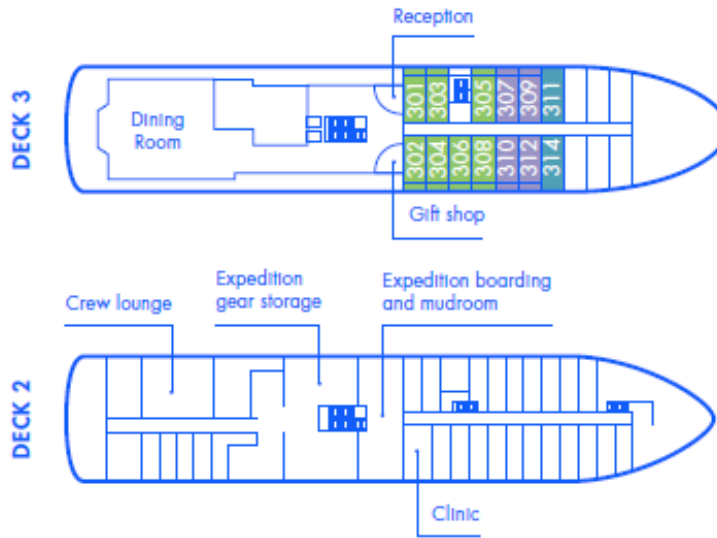 Reception
DECK 3
Dining
Room
301 303 305 307 309 311
302 304 306 308 310 312 314
Gift shop
Expedition
gear storage
Expedition boarding
and mudroom
Crew lounge
DECK 2
Clinic